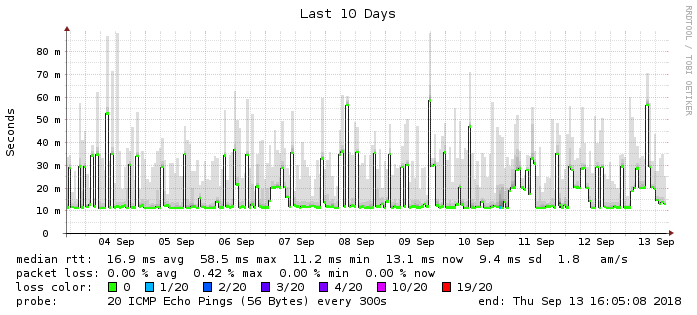 Last 10 Days
RRDTOOL / TOBI OETIKER
Seconds
80 m
70 m
60 m
50 m
40 m
30 m
20 m
10 m
0
04 Sep 05 Sep 06 Sep 07 Sep 08 Sep 09 Sep 10 Sep 11 Sep 12 Sep 13 Sep
median rtt: 16.9 ms avg 58.5 ms max 11.2 ms min 13.1 ms now 9.4 ms sd 1.8 am/s
packet loss: 0.00 % avg 0.42 % max 0.00 % min 0.00 % now
loss color: 0 1/20 2/20 3/20 4/20 10/20 19/20
probe: 20 ICMP Echo Pings (56 Bytes) every 300s end: Thu Sep 13 16:05:08 2018